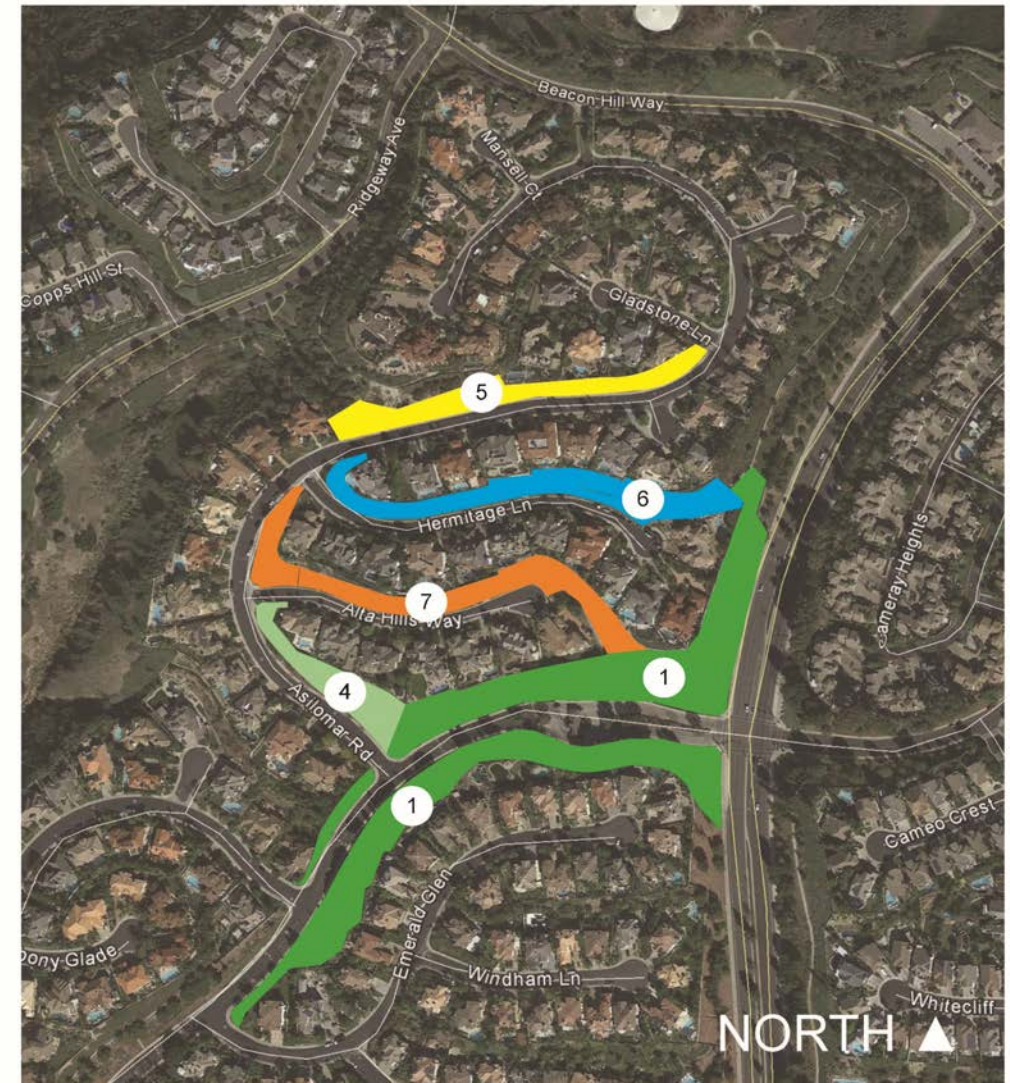 Beacon Hill Way
Ridgeway Ave
Mansell Ct
Copps Hill St
Gladstone Ln
5
6
Hermitage Ln
Cameray Heights
7
Alta Hills Way
1
4
Asilomar Rd
1
Cameo Crest
Emerald Glen
Glade
Windham Ln
Whitecliff
NORTH